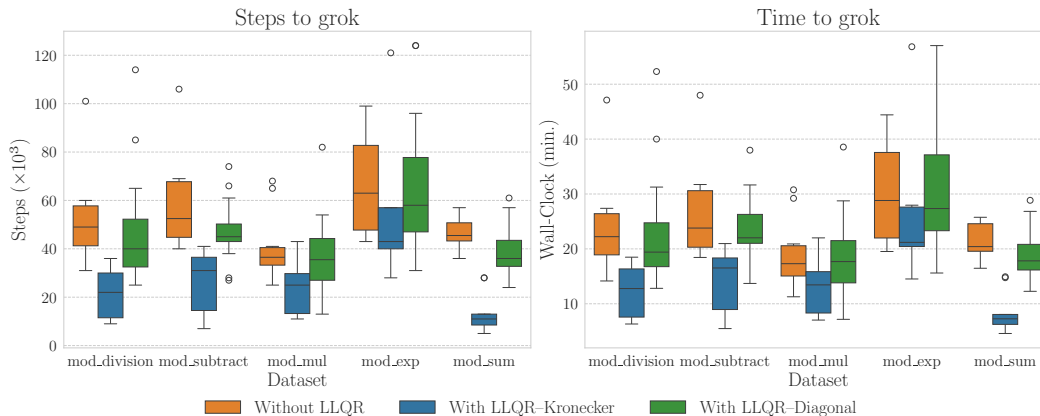 Steps to grok
Steps (×10³)
120
100
80
60
40
20
0
mod_division mod_subtract mod_mul mod_exp mod_sum
Dataset
Time to grok
Wall-Clock (min.)
50
40
30
20
10
mod_division mod_subtract mod_mul mod_exp mod_sum
Dataset
Without LLQR With LLQR–Kronecker With LLQR–Diagonal